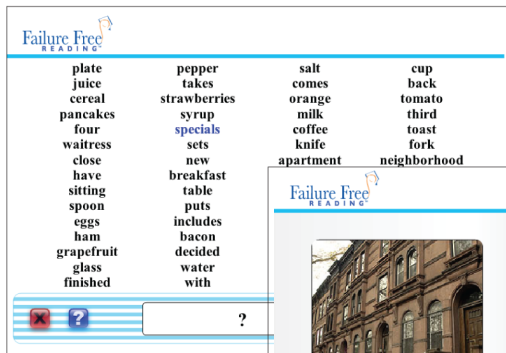 Failure Free
READING
plate pepper salt cup
juice takes comes back
cereal strawberries orange tomato
pancakes syrup milk third
four specials coffee toast
waitress sets knife fork
close new apartment neighborhood
have breakfast
sitting table
spoon puts
eggs includes
ham bacon
grapefruit decided
glass water
finished with
?
?
Failure Free
READING